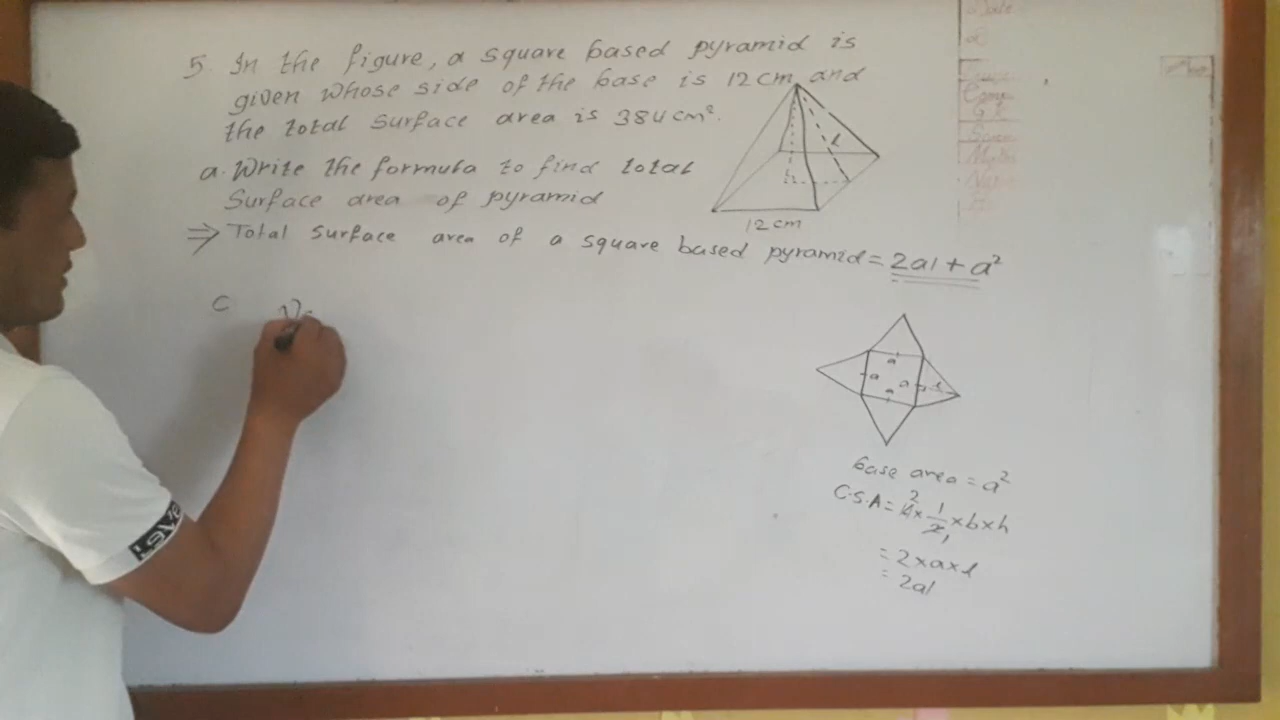 5. In the figure, a square based pyramid is
given whose side of the base is 12 cm and
the total surface area is 384 cm².
a. Write the formula to find total
Surface area of pyramid
⇒ Total surface area of a square based pyramid = 2al + a²
l
h
12 cm
C
a
a
a
a
l
base area = a²
C.S.A = 4 2 × 1/2 1 × b × h
= 2 × a × l
= 2al